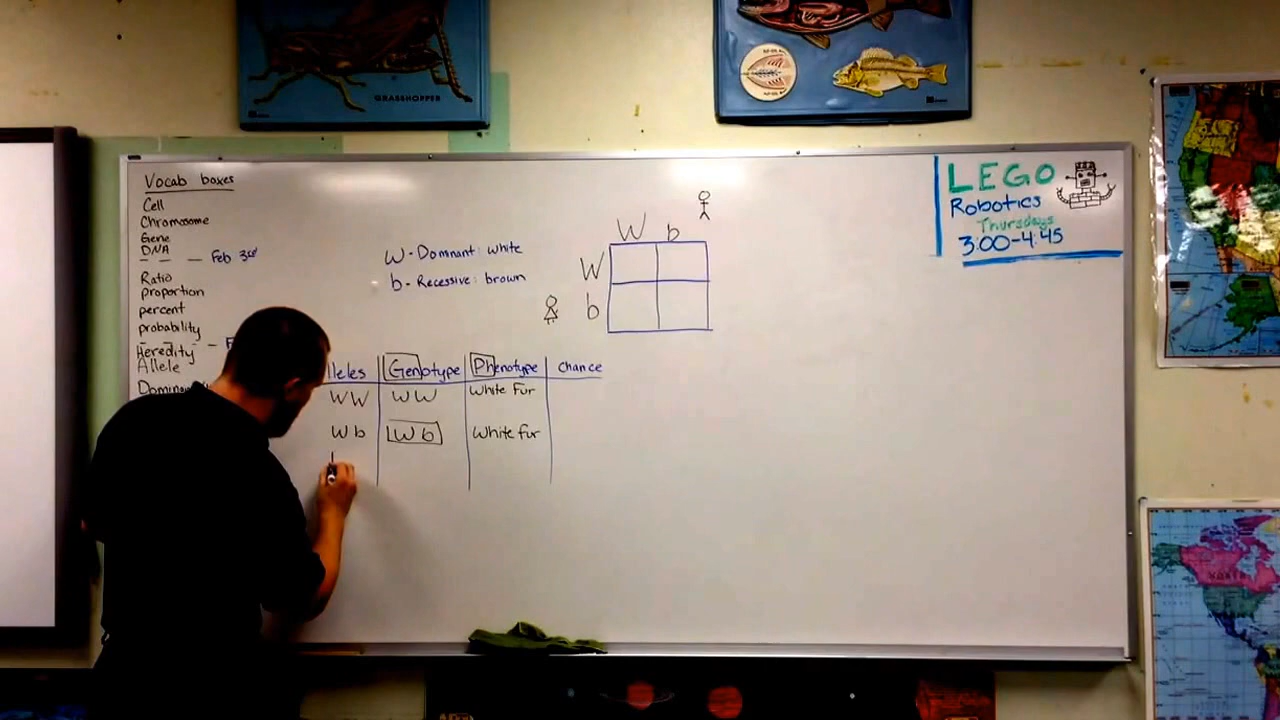 GRASSHOPPER
Vocab boxes
Cell
Chromosome
Gene
DNA
Feb 3rd
Ratio
proportion
percent
probability
Heredity
Allele
W - Dominant: white
b - Recessive: brown
W b
W
b
LEGO
Robotics
Thursdays
3:00-4:45
lleles Genotype Phenotype Chance
WW WW White Fur
Wb Wb White fur